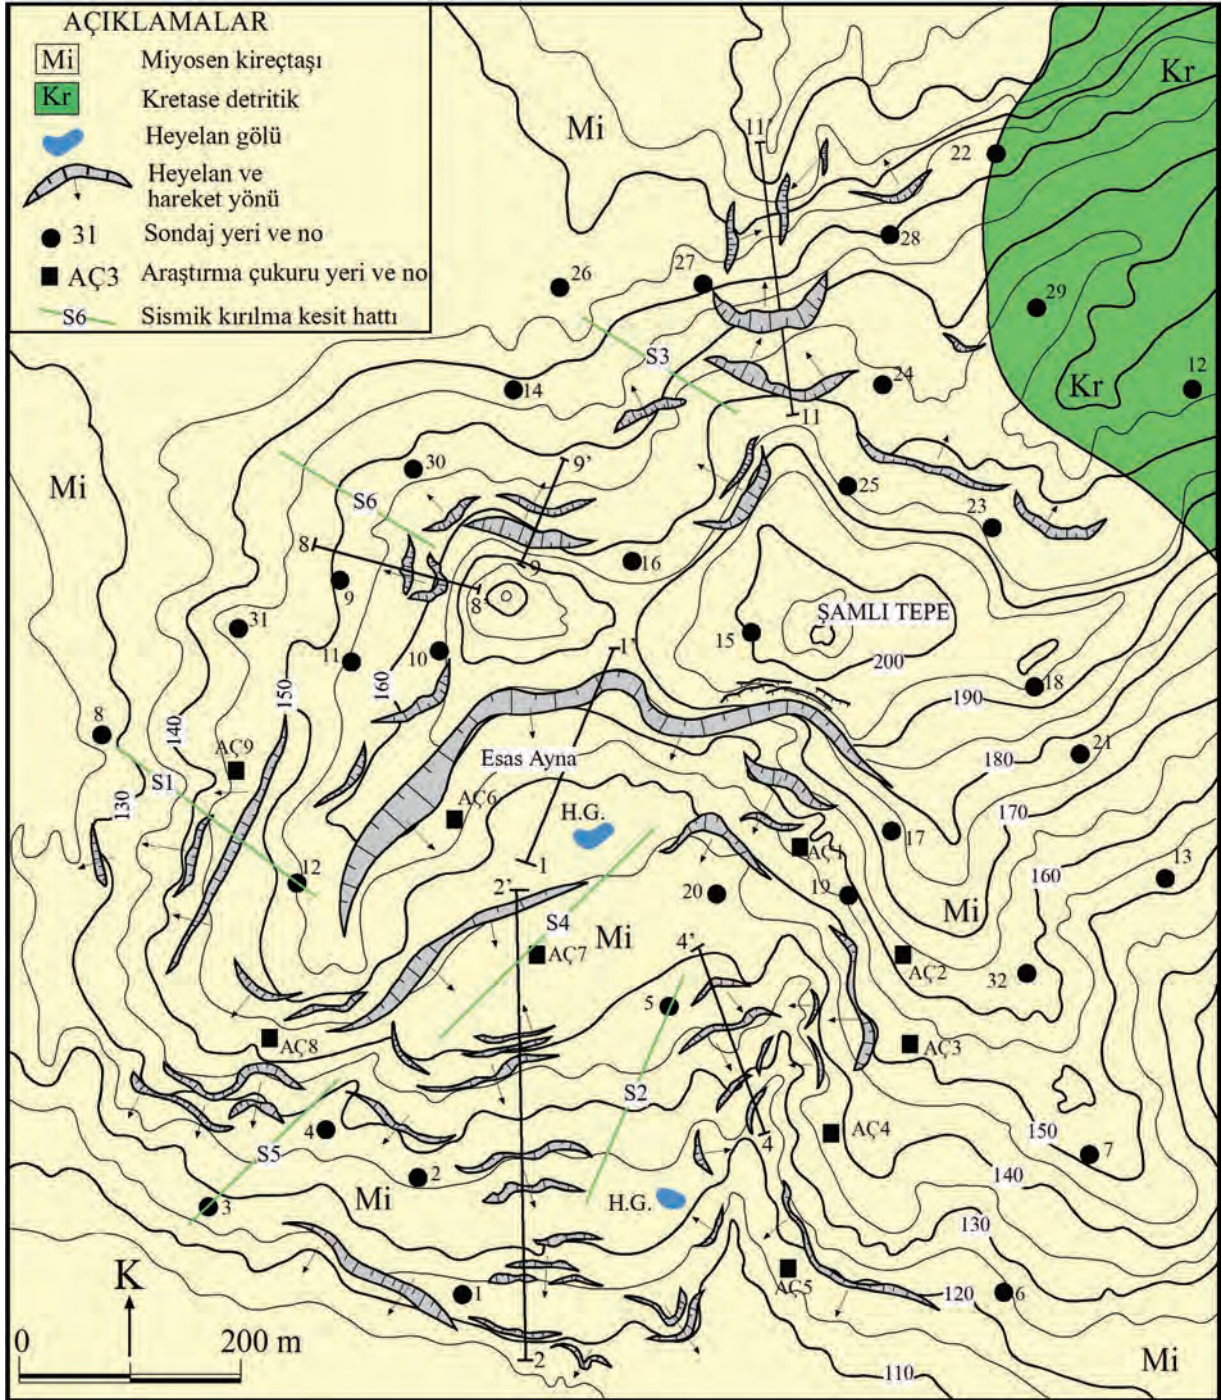 AÇIKLAMALAR
Mi Miyosen kireçtaşı
Kr Kretase detritik
Heyelan gölü
Heyelan ve
hareket yönü
31 Sondaj yeri ve no
AÇ3 Araştırma çukuru yeri ve no
S6 Sismik kırılma kesit hattı
Kr
Mi
11'
22
28
27
26
29
S3
12
24
Kr
14
11
30
9'
Mi
25
S6
23
8
16
9
9
8
31
ŞAMLI TEPE
15
1'
11
10
200
160
18
150
190
8
140
21
AÇ9
Esas Ayna
180
S1
AÇ6
130
H.G.
170
17
AÇ1
1
13
12
160
2'
20
19
Mi
S4
Mi
4'
AÇ7
AÇ2
32
5
AÇ8
AÇ3
S2
4
150
AÇ4
4
S5
7
2
140
Mi
H.G.
3
130
K
AÇ5
1
120
6
0 200 m
2
110
Mi